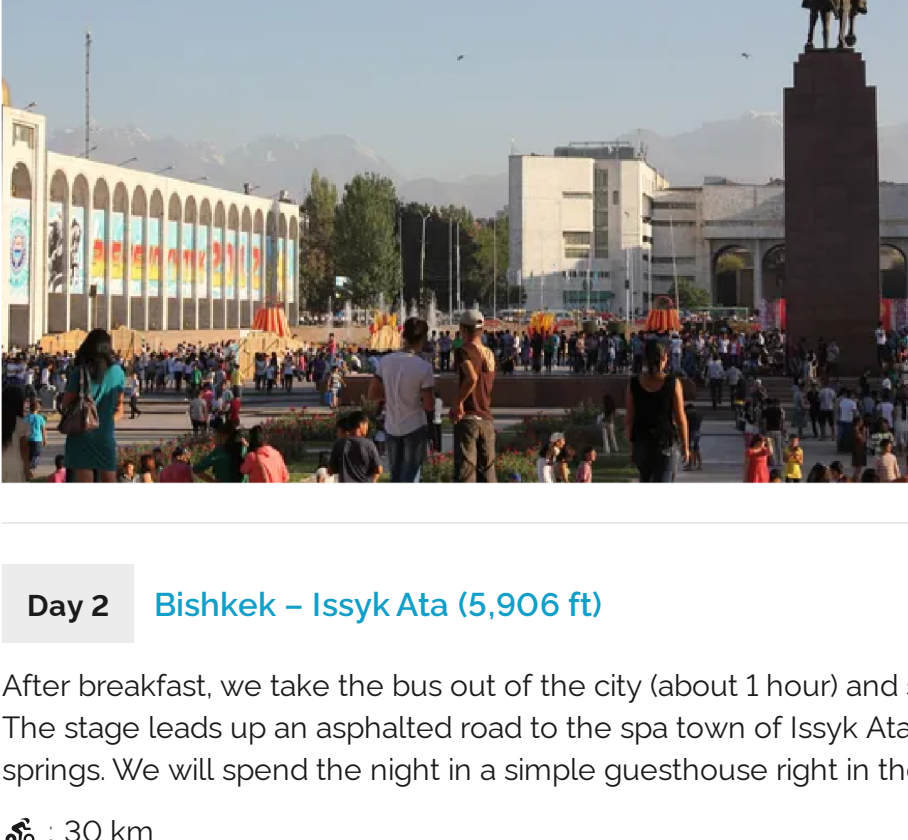 Day 2
Bishkek – Issyk Ata (5,906 ft)
After breakfast, we take the bus out of the city (about 1 hour) and
The stage leads up an asphalted road to the spa town of Issyk Ata
springs. We will spend the night in a simple guesthouse right in
: 30 km